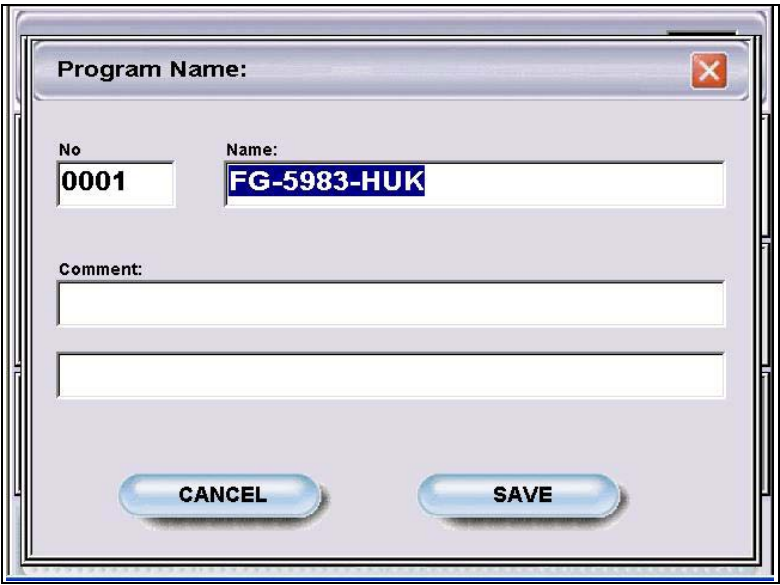 Program Name:
No Name:
0001 FG-5983-HUK
Comment:
CANCEL SAVE